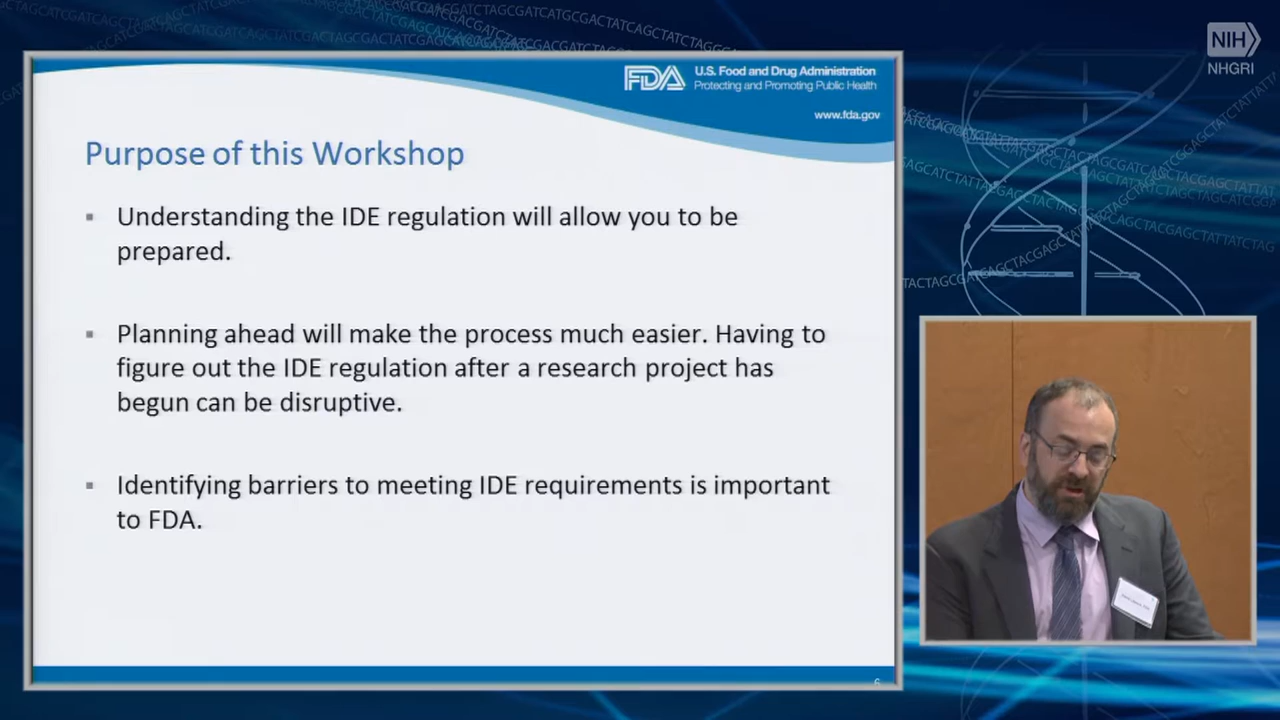 NIH
NHGRI
FDA
U.S. Food and Drug Administration
Protecting and Promoting Public Health
www.fda.gov
Purpose of this Workshop
▪ Understanding the IDE regulation will allow you to be
prepared.
▪ Planning ahead will make the process much easier. Having to
figure out the IDE regulation after a research project has
begun can be disruptive.
▪ Identifying barriers to meeting IDE requirements is important
to FDA.
6